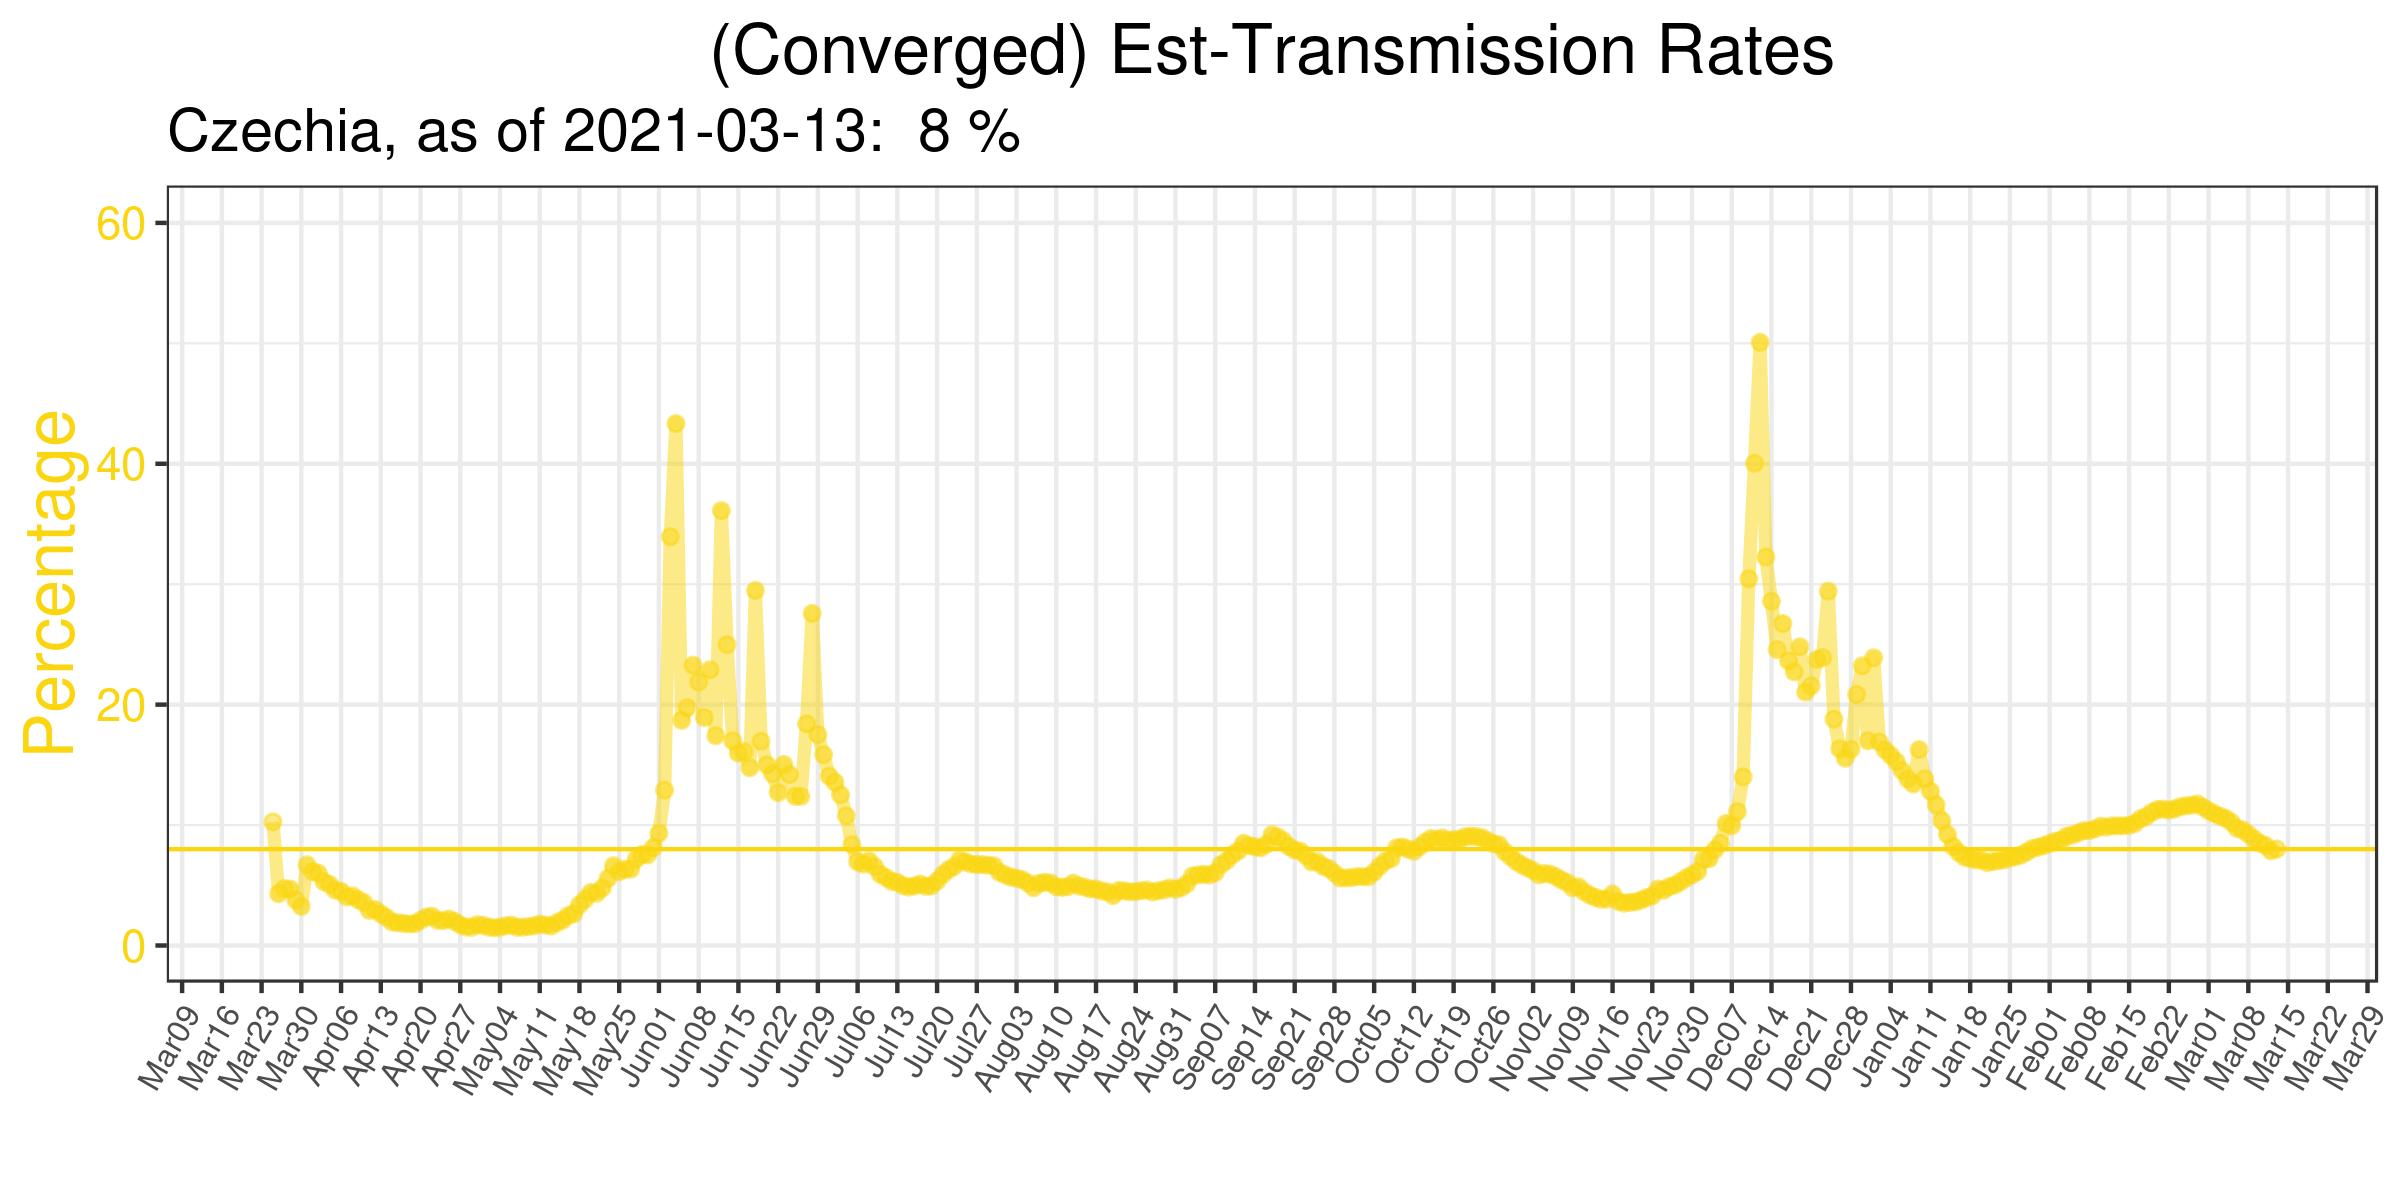 (Converged) Est-Transmission Rates
Czechia, as of 2021-03-13:  8 %
Percentage
60
40
20
0
Mar09
Mar16
Mar23
Mar30
Apr06
Apr13
Apr20
Apr27
May04
May11
May18
May25
Jun01
Jun08
Jun15
Jun22
Jun29
Jul06
Jul13
Jul20
Jul27
Aug03
Aug10
Aug17
Aug24
Aug31
Sep07
Sep14
Sep21
Sep28
Oct05
Oct12
Oct19
Oct26
Nov02
Nov09
Nov16
Nov23
Nov30
Dec07
Dec14
Dec21
Dec28
Jan04
Jan11
Jan18
Jan25
Feb01
Feb08
Feb15
Feb22
Mar01
Mar08
Mar15
Mar22
Mar29